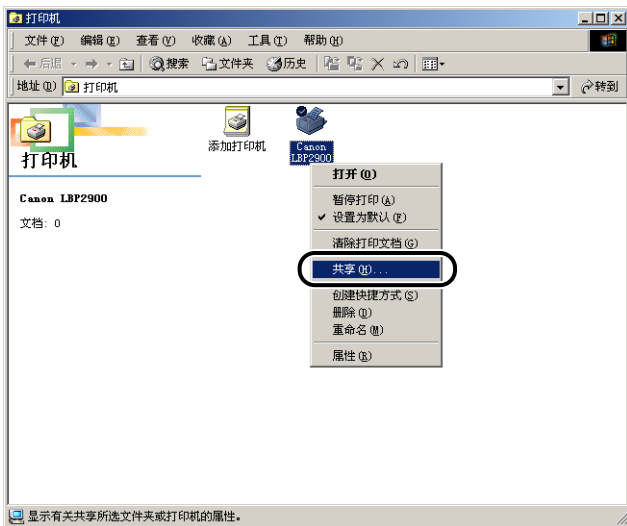 打印机
文件(F) 编辑(E) 查看(V) 收藏(A) 工具(T) 帮助(H)
后退 搜索 文件夹 历史
地址(D) 打印机 转到
打印机
Canon LBP2900
文档: 0
添加打印机
Canon
LBP2900
打开(O)
暂停打印(A)
设置为默认(F)
清除打印文档(G)
共享(H)...
创建快捷方式(S)
删除(D)
重命名(M)
属性(R)
显示有关共享所选文件夹或打印机的属性。